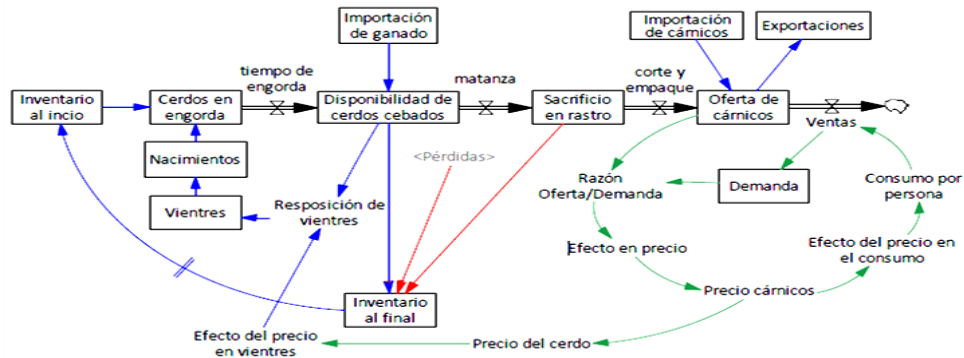 Importación
de ganado
Importación
de cárnicos
Exportaciones
tiempo de
engorda
matanza
corte y
empaque
Inventario
al incio
Cerdos en
engorda
Disponibilidad de
cerdos cebados
Sacrificio
en rastro
Oferta de
cárnicos
Ventas
Nacimientos
<Pérdidas>
Razón
Oferta/Demanda
Demanda
Consumo por
persona
Vientres
Resposición de
vientres
Efecto en precio
Efecto del precio en
el consumo
Precio cárnicos
Inventario
al final
Efecto del precio
en vientres
Precio del cerdo